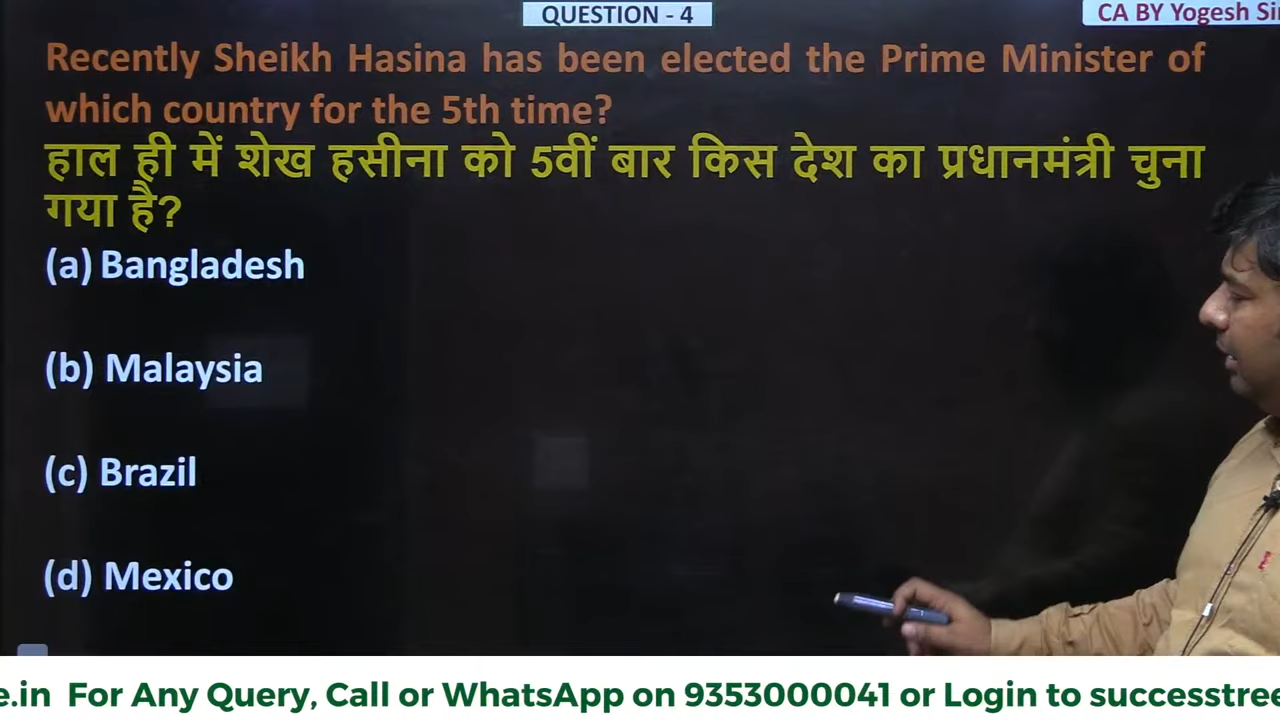 QUESTION - 4
CA BY Yogesh
Recently Sheikh Hasina has been elected the Prime Minister of
which country for the 5th time?
हाल ही में शेख हसीना को 5वीं बार किस देश का प्रधानमंत्री चुना
गया है?
(a) Bangladesh
(b) Malaysia
(c) Brazil
(d) Mexico
e.in For Any Query, Call or WhatsApp on 9353000041 or Login to successtree